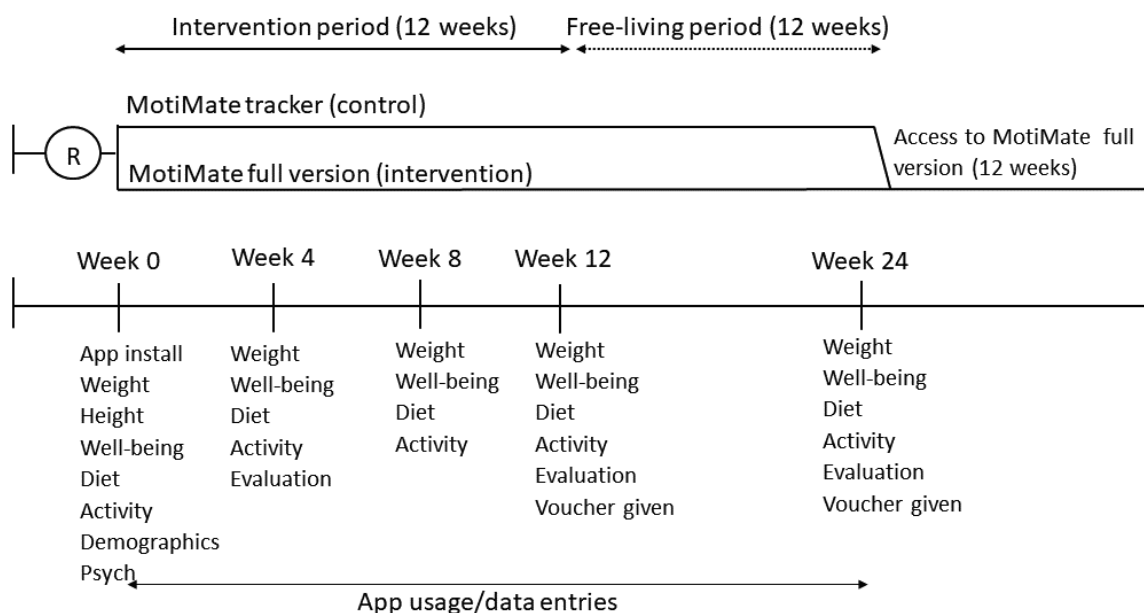 Intervention period (12 weeks)
Free-living period (12 weeks)
MotiMate tracker (control)
R
MotiMate full version (intervention)
Access to MotiMate full
version (12 weeks)
Week 0
Week 4
Week 8
Week 12
Week 24
App install
Weight
Height
Well-being
Diet
Activity
Demographics
Psych
Weight
Well-being
Diet
Activity
Evaluation
Weight
Well-being
Diet
Activity
Weight
Well-being
Diet
Activity
Evaluation
Voucher given
Weight
Well-being
Diet
Activity
Evaluation
Voucher given
App usage/data entries